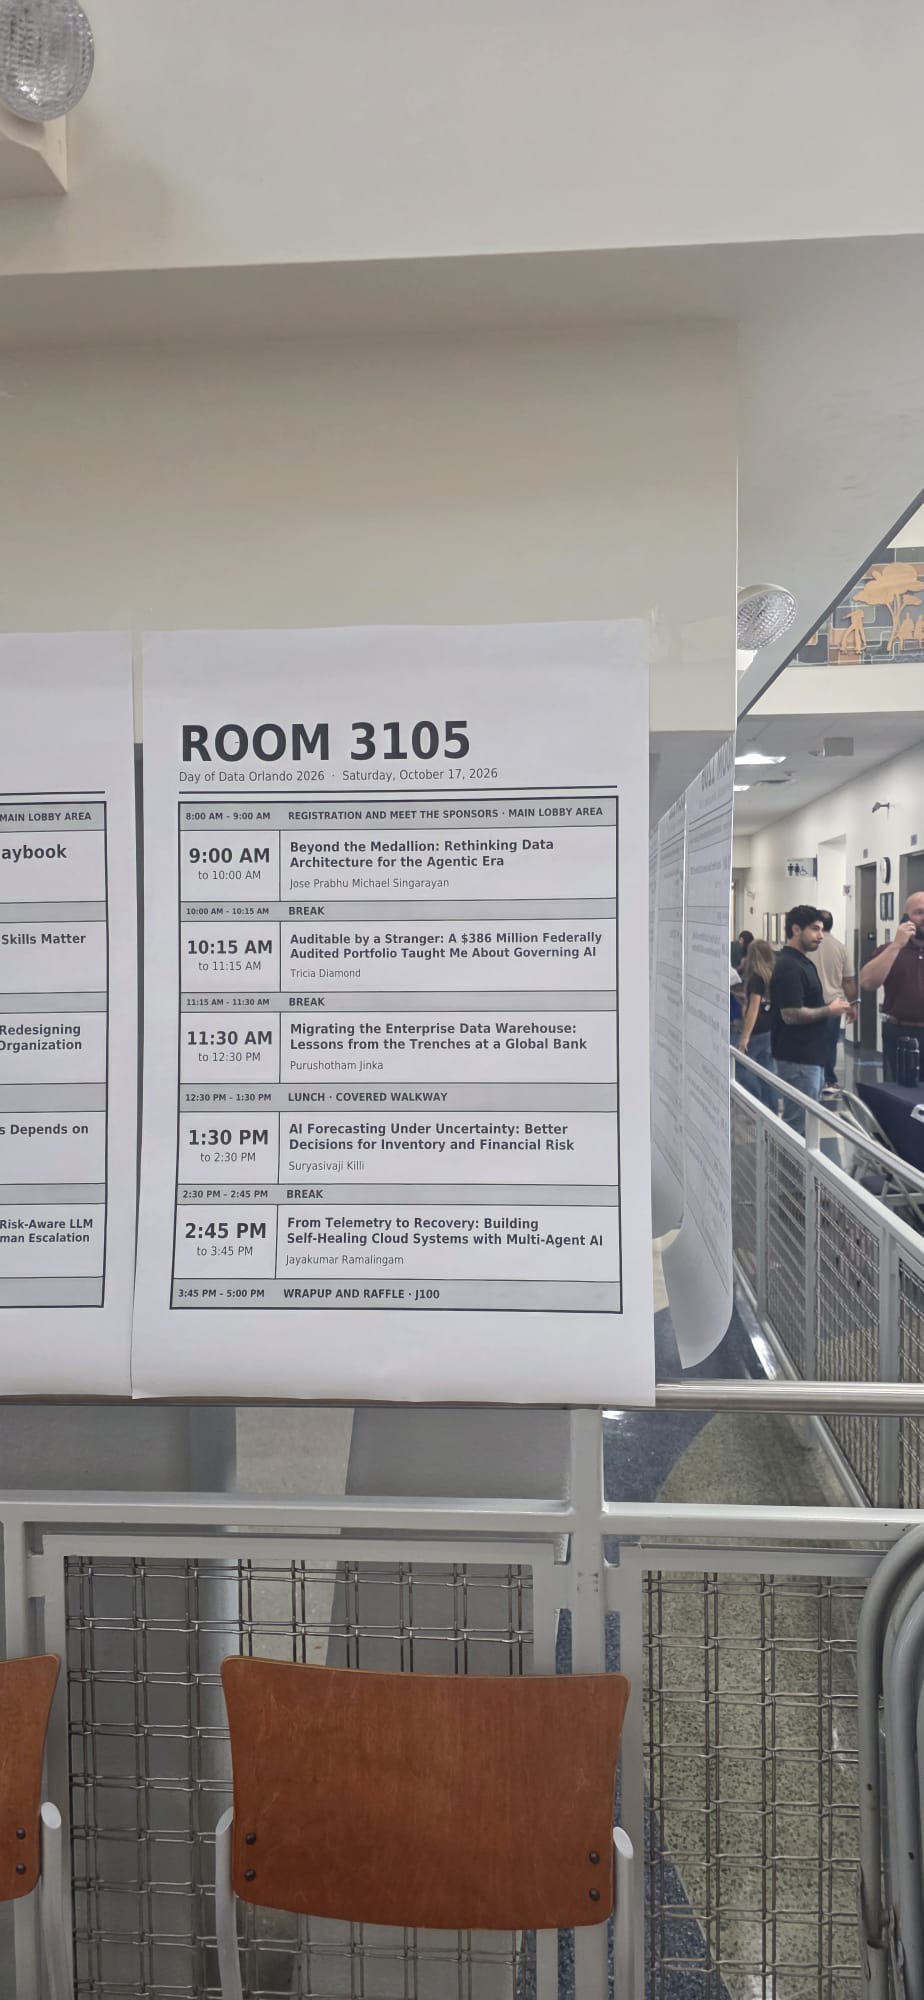 ROOM 3105
Day of Data Orlando 2026 · Saturday, October 17, 2026
8:00 AM - 9:00 AM REGISTRATION AND MEET THE SPONSORS · MAIN LOBBY AREA
9:00 AM
to 10:00 AM
Beyond the Medallion: Rethinking Data
Architecture for the Agentic Era
Jose Prabhu Michael Singarayan
10:00 AM - 10:15 AM BREAK
10:15 AM
to 11:15 AM
Auditable by a Stranger: A $386 Million Federally
Audited Portfolio Taught Me About Governing AI
Tricia Diamond
11:15 AM - 11:30 AM BREAK
11:30 AM
to 12:30 PM
Migrating the Enterprise Data Warehouse:
Lessons from the Trenches at a Global Bank
Purushotham Jinka
12:30 PM - 1:30 PM LUNCH · COVERED WALKWAY
1:30 PM
to 2:30 PM
AI Forecasting Under Uncertainty: Better
Decisions for Inventory and Financial Risk
Suryasivaji Killi
2:30 PM - 2:45 PM BREAK
2:45 PM
to 3:45 PM
From Telemetry to Recovery: Building
Self-Healing Cloud Systems with Multi-Agent AI
Jayakumar Ramalingam
3:45 PM - 5:00 PM WRAPUP AND RAFFLE · J100
MAIN LOBBY AREA
aybook
Skills Matter
Redesigning
Organization
s Depends on
Risk-Aware LLM
man Escalation